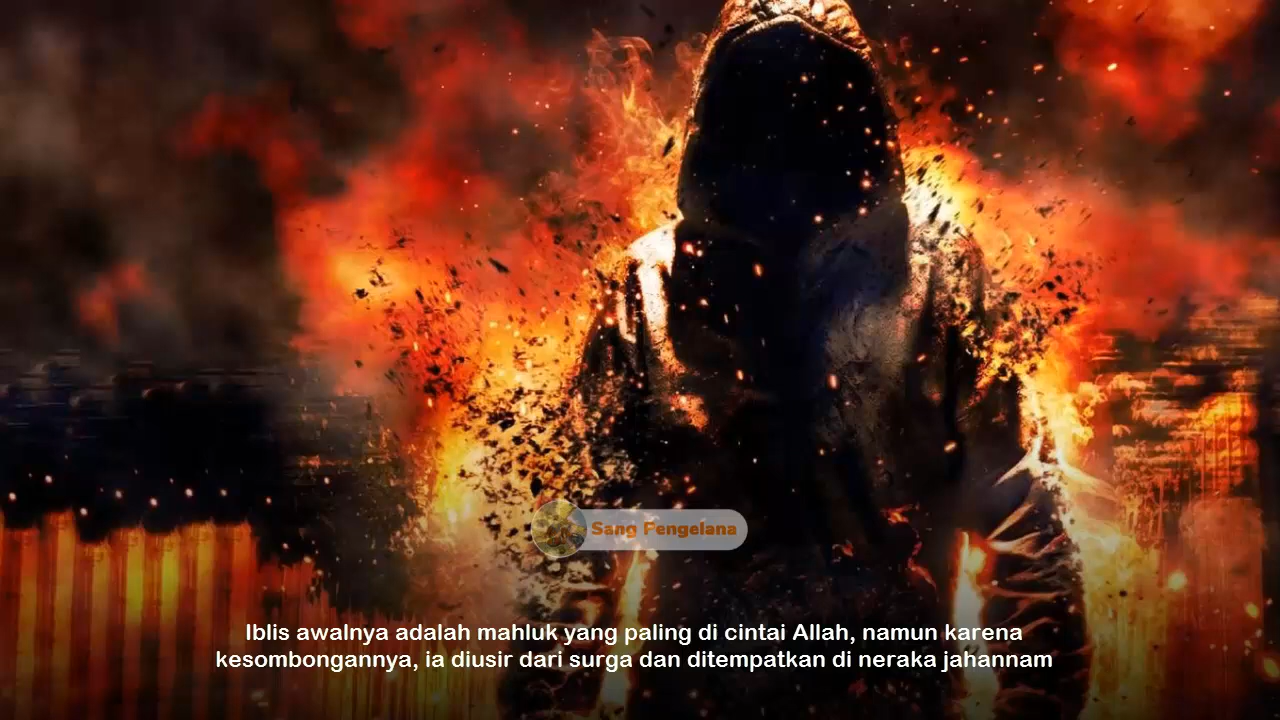 Sang Pengelana
Iblis awalnya adalah mahluk yang paling di cintai Allah, namun karena
kesombongannya, ia diusir dari surga dan ditempatkan di neraka jahannam